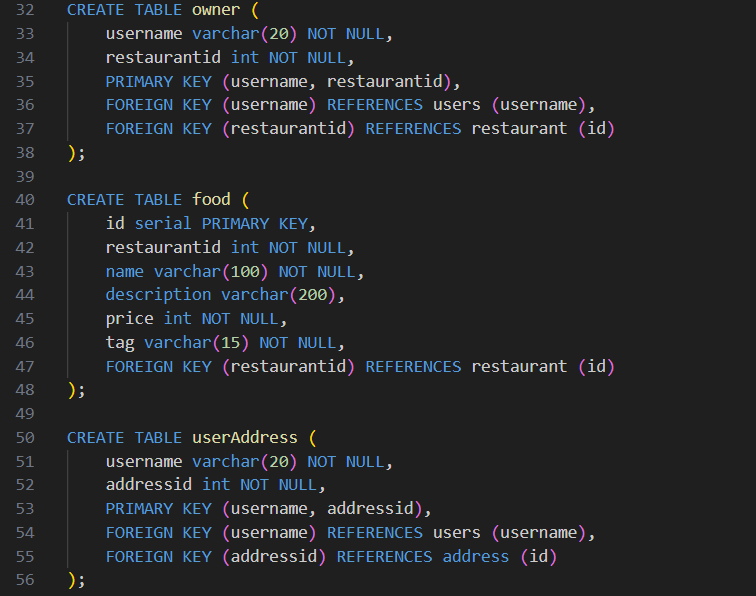 32 CREATE TABLE owner (
33     username varchar(20) NOT NULL,
34     restaurantid int NOT NULL,
35     PRIMARY KEY (username, restaurantid),
36     FOREIGN KEY (username) REFERENCES users (username),
37     FOREIGN KEY (restaurantid) REFERENCES restaurant (id)
38 );
39
40 CREATE TABLE food (
41     id serial PRIMARY KEY,
42     restaurantid int NOT NULL,
43     name varchar(100) NOT NULL,
44     description varchar(200),
45     price int NOT NULL,
46     tag varchar(15) NOT NULL,
47     FOREIGN KEY (restaurantid) REFERENCES restaurant (id)
48 );
49
50 CREATE TABLE userAddress (
51     username varchar(20) NOT NULL,
52     addressid int NOT NULL,
53     PRIMARY KEY (username, addressid),
54     FOREIGN KEY (username) REFERENCES users (username),
55     FOREIGN KEY (addressid) REFERENCES address (id)
56 );